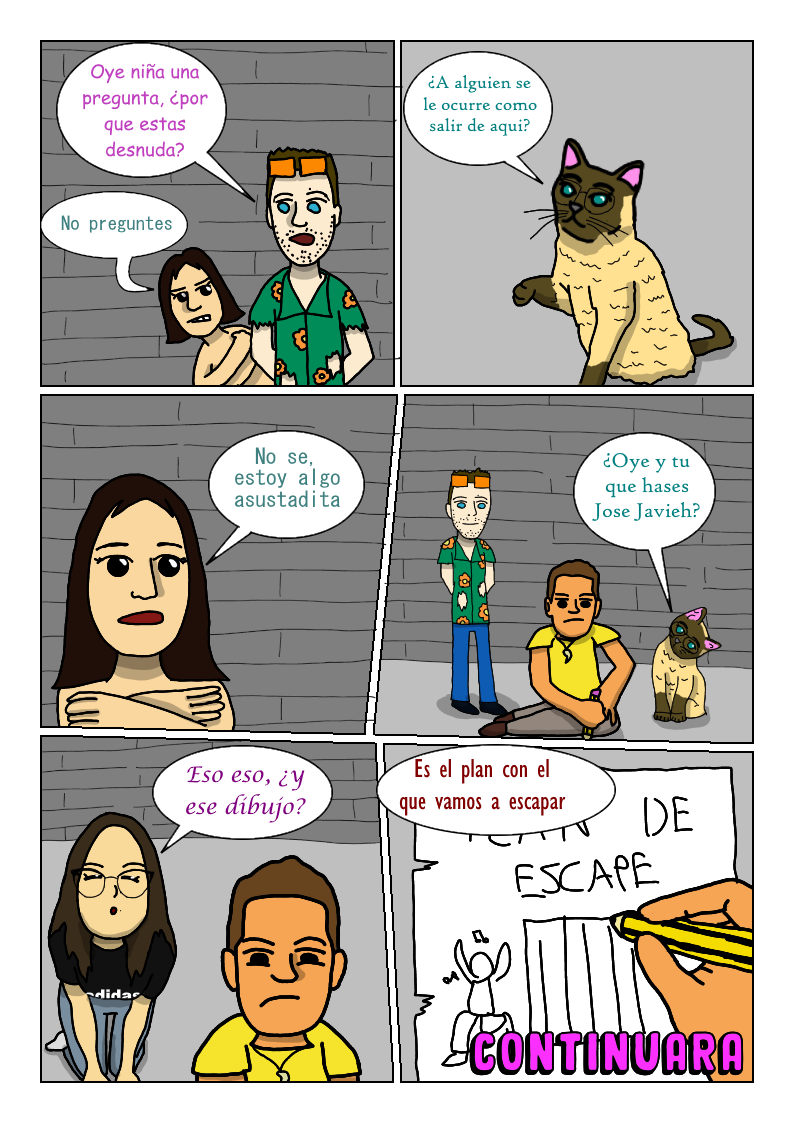 Oye niña una
pregunta, ¿por
que estas
desnuda?
No preguntes
¿A alguien se
le ocurre como
salir de aqui?
No se,
estoy algo
asustadita
¿Oye y tu
que hases
Jose Javieh?
Eso eso, ¿y
ese dibujo?
adidas
Es el plan con el
que vamos a escapar
PLAN DE
ESCAPE
CONTINUARA